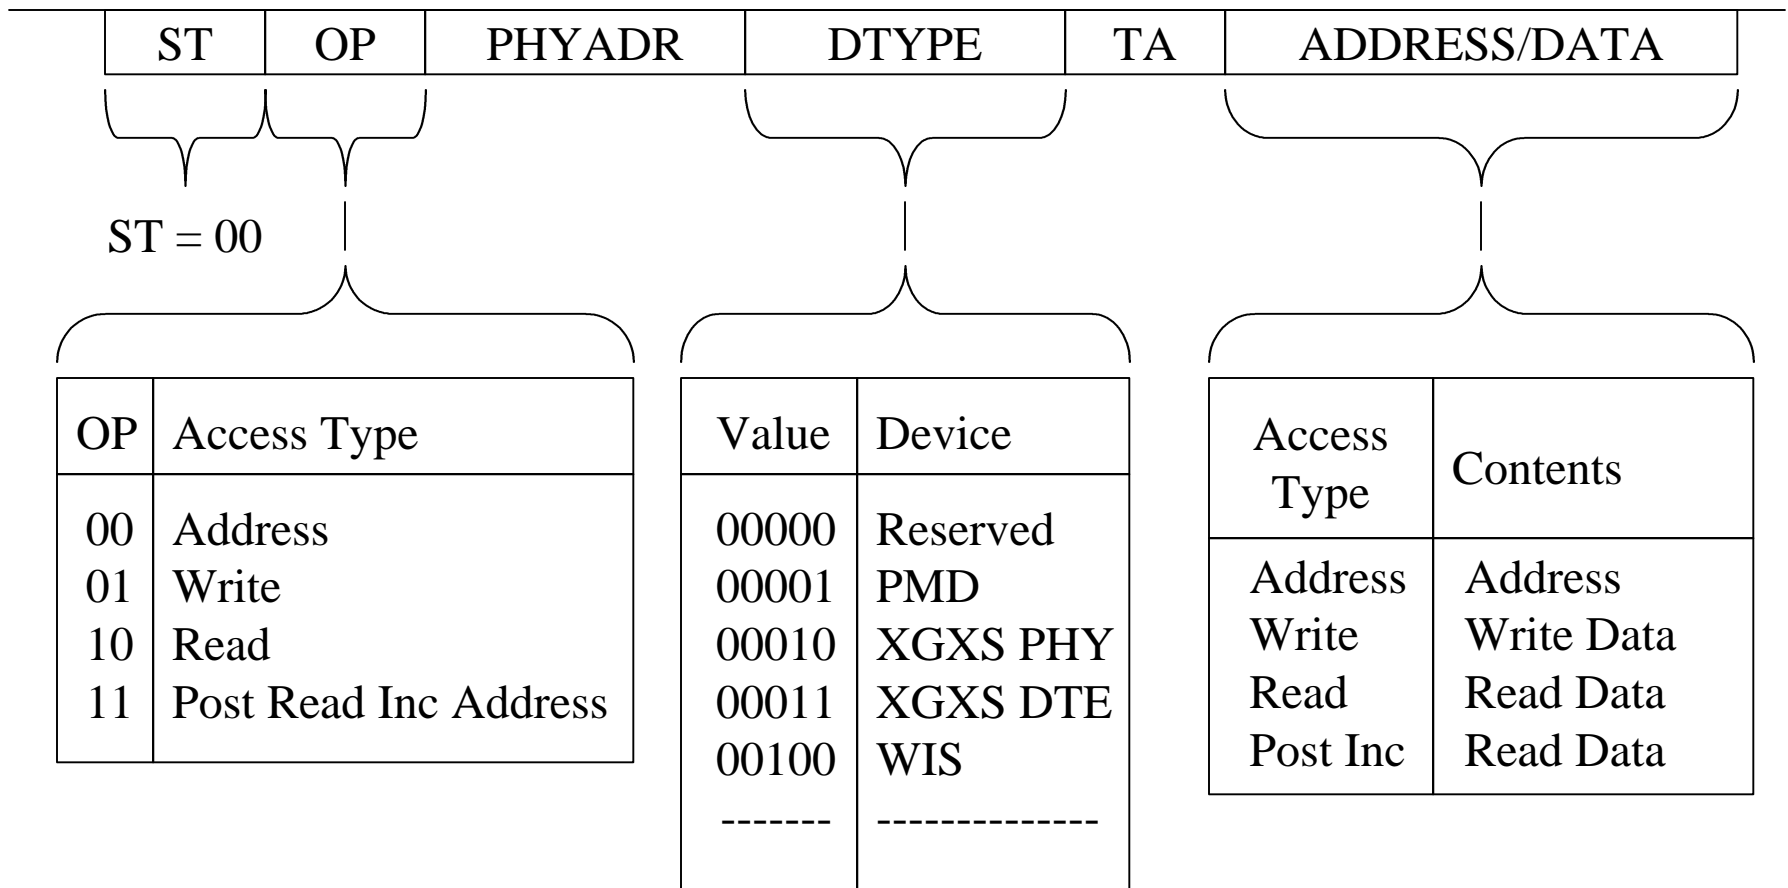 ST OP PHYADR DTYPE TA ADDRESS/DATA
ST = 00
OP Access Type
00 Address
01 Write
10 Read
11 Post Read Inc Address
Value Device
00000 Reserved
00001 PMD
00010 XGXS PHY
00011 XGXS DTE
00100 WIS
------- --------------
Access
Type
Contents
Address Address
Write Write Data
Read Read Data
Post Inc Read Data